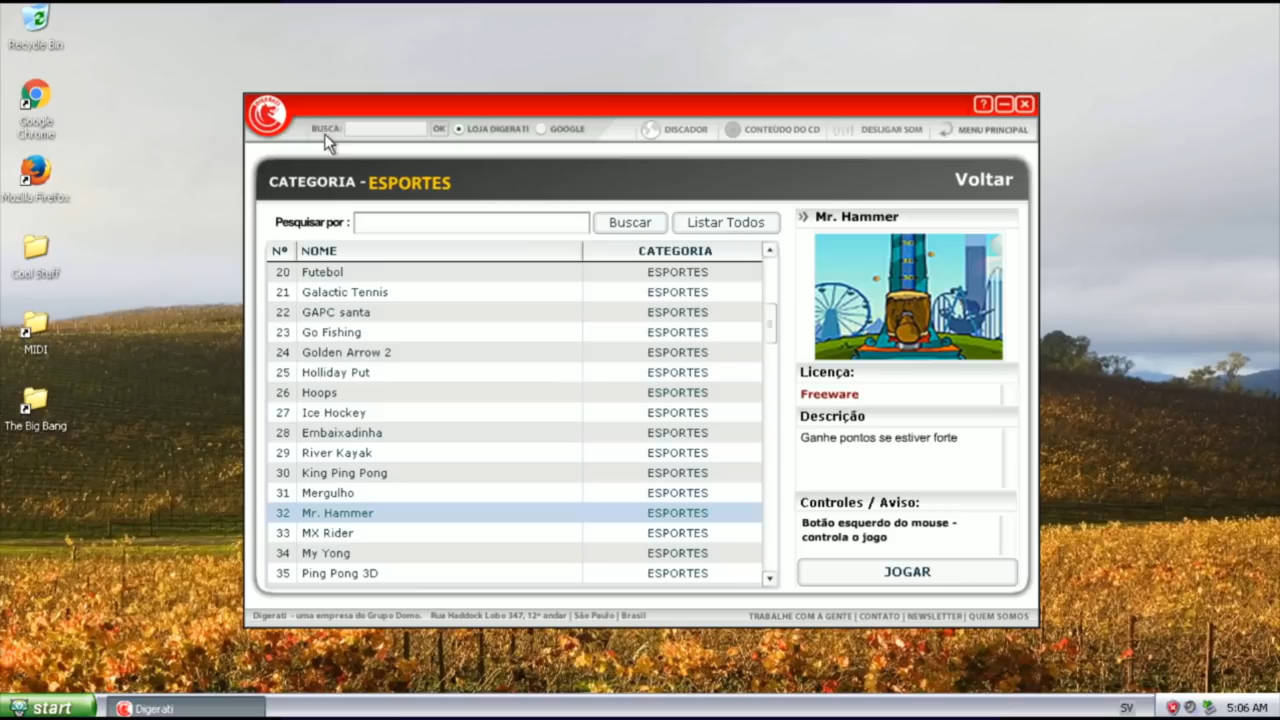 Recycle Bin
Google Chrome
Mozilla Firefox
Cool Stuff
MIDI
The Big Bang
BUSCA: OK LOJA DIGERATI GOOGLE DISCADOR CONTEÚDO DO CD DESLIGAR SOM MENU PRINCIPAL
CATEGORIA - ESPORTES Voltar
Pesquisar por : Buscar Listar Todos
Nº NOME CATEGORIA
20 Futebol ESPORTES
21 Galactic Tennis ESPORTES
22 GAPC santa ESPORTES
23 Go Fishing ESPORTES
24 Golden Arrow 2 ESPORTES
25 Holliday Put ESPORTES
26 Hoops ESPORTES
27 Ice Hockey ESPORTES
28 Embaixadinha ESPORTES
29 River Kayak ESPORTES
30 King Ping Pong ESPORTES
31 Mergulho ESPORTES
32 Mr. Hammer ESPORTES
33 MX Rider ESPORTES
34 My Yong ESPORTES
35 Ping Pong 3D ESPORTES
Mr. Hammer
Licença:
Freeware
Descrição
Ganhe pontos se estiver forte
Controles / Aviso:
Botão esquerdo do mouse -
controla o jogo
JOGAR
Digerati - uma empresa do Grupo Domo. Rua Haddock Lobo 347, 12º andar | São Paulo | Brasil
TRABALHE COM A GENTE | CONTATO | NEWSLETTER | QUEM SOMOS
start Digerati SV 5:06 AM